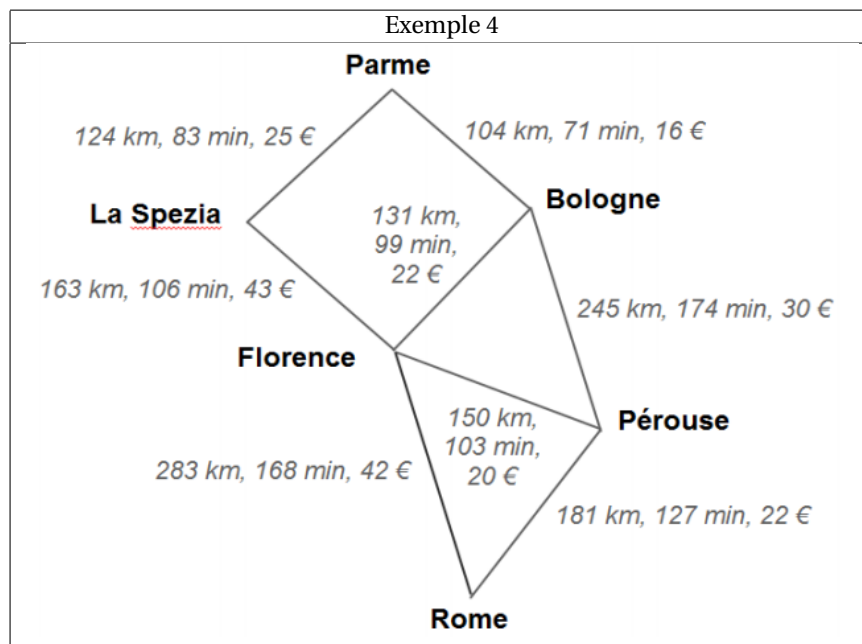 Exemple 4
Parme
124 km, 83 min, 25 €
104 km, 71 min, 16 €
La Spezia
Bologne
131 km,
99 min,
22 €
163 km, 106 min, 43 €
245 km, 174 min, 30 €
Florence
Pérouse
150 km,
103 min,
20 €
283 km, 168 min, 42 €
181 km, 127 min, 22 €
Rome